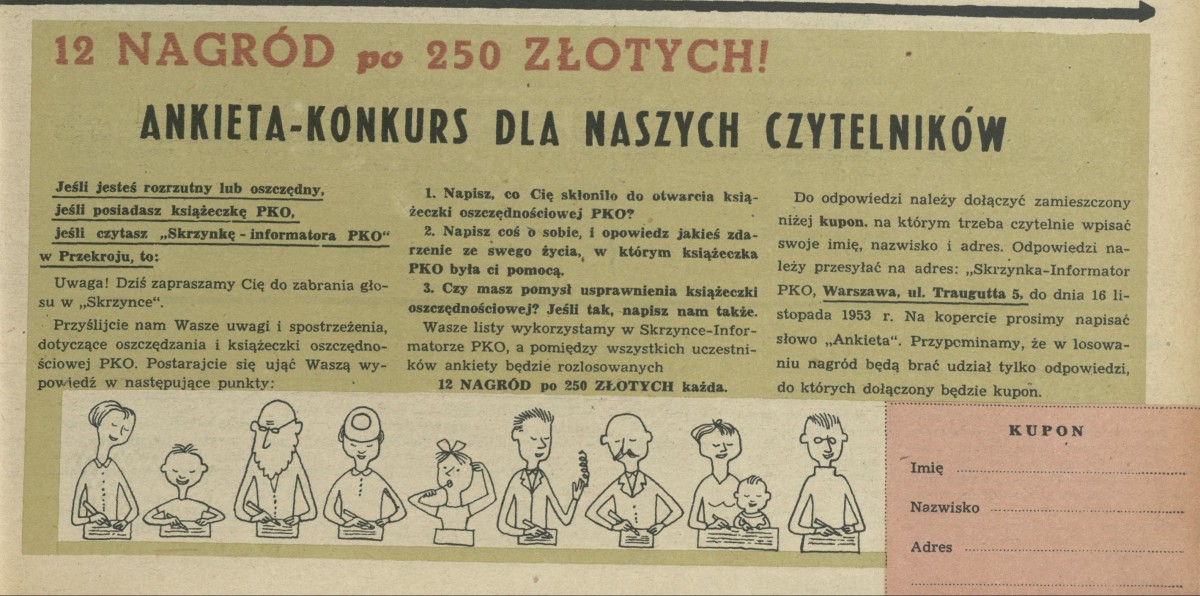 12 NAGRÓD po 250 ZŁOTYCH!
ANKIETA-KONKURS DLA NASZYCH CZYTELNIKÓW
Jeśli jesteś rozrzutny lub oszczędny,
jeśli posiadasz książeczkę PKO,
jeśli czytasz „Skrzynkę - informatora PKO“
w Przekroju, to:
Uwaga! Dziś zapraszamy Cię do zabrania gło-
su w „Skrzynce“.
Przyślijcie nam Wasze uwagi i spostrzeżenia,
dotyczące oszczędzania i książeczki oszczędno-
ściowej PKO. Postarajcie się ująć Waszą wy-
powiedź w następujące punkty:
1. Napisz, co Cię skłoniło do otwarcia ksią-
żeczki oszczędnościowej PKO?
2. Napisz coś o sobie, i opowiedz jakieś zda-
rzenie ze swego życia, w którym książeczka
PKO była ci pomocą.
3. Czy masz pomysł usprawnienia książeczki
oszczędnościowej? Jeśli tak, napisz nam także.
Wasze listy wykorzystamy w Skrzynce-Infor-
matorze PKO, a pomiędzy wszystkich uczestni-
ków ankiety będzie rozlosowanych
12 NAGRÓD po 250 ZŁOTYCH każda.
Do odpowiedzi należy dołączyć zamieszczony
niżej kupon. na którym trzeba czytelnie wpisać
swoje imię, nazwisko i adres. Odpowiedzi na-
leży przesyłać na adres: „Skrzynka-Informator
PKO, Warszawa, ul. Traugutta 5, do dnia 16 li-
stopada 1953 r. Na kopercie prosimy napisać
słowo „Ankieta“. Przypominamy, że w losowa-
niu nagród będą brać udział tylko odpowiedzi,
do których dołączony będzie kupon.
KUPON
Imię
Nazwisko
Adres